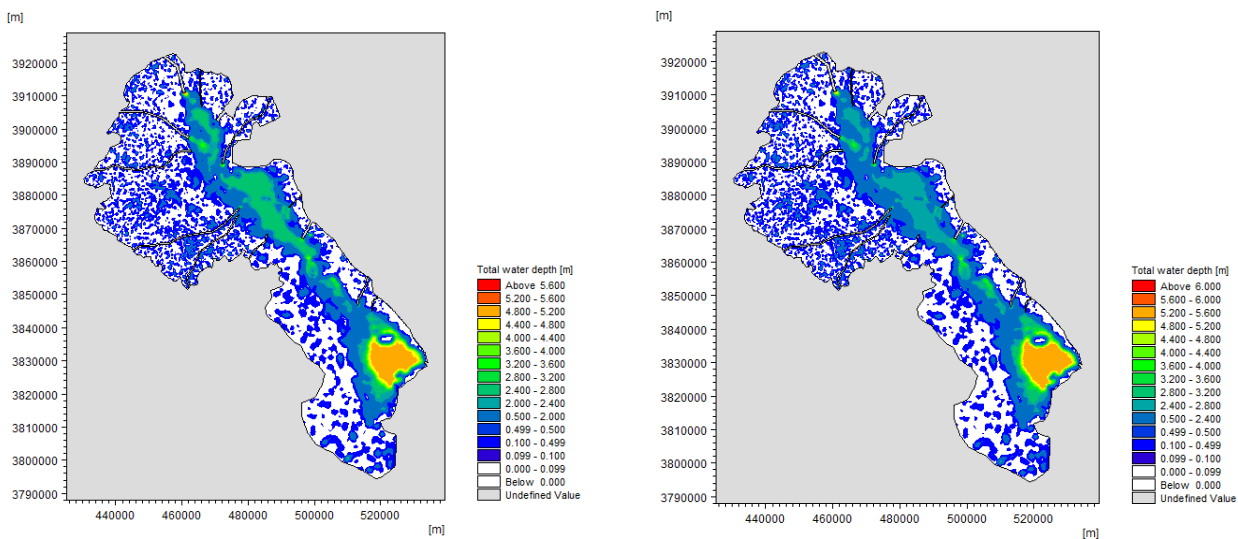 [m]
3920000
3910000
3900000
3890000
3880000
3870000
3860000
3850000
3840000
3830000
3820000
3810000
3800000
3790000
440000 460000 480000 500000 520000
[m]
Total water depth [m]
Above 5.600
5.200 - 5.600
4.800 - 5.200
4.400 - 4.800
4.000 - 4.400
3.600 - 4.000
3.200 - 3.600
2.800 - 3.200
2.400 - 2.800
2.000 - 2.400
0.500 - 2.000
0.499 - 0.500
0.100 - 0.499
0.099 - 0.100
0.000 - 0.099
Below 0.000
Undefined Value
[m]
3920000
3910000
3900000
3890000
3880000
3870000
3860000
3850000
3840000
3830000
3820000
3810000
3800000
3790000
440000 460000 480000 500000 520000
[m]
Total water depth [m]
Above 6.000
5.600 - 6.000
5.200 - 5.600
4.800 - 5.200
4.400 - 4.800
4.000 - 4.400
3.600 - 4.000
3.200 - 3.600
2.800 - 3.200
2.400 - 2.800
0.500 - 2.400
0.499 - 0.500
0.100 - 0.499
0.099 - 0.100
0.000 - 0.099
Below 0.000
Undefined Value